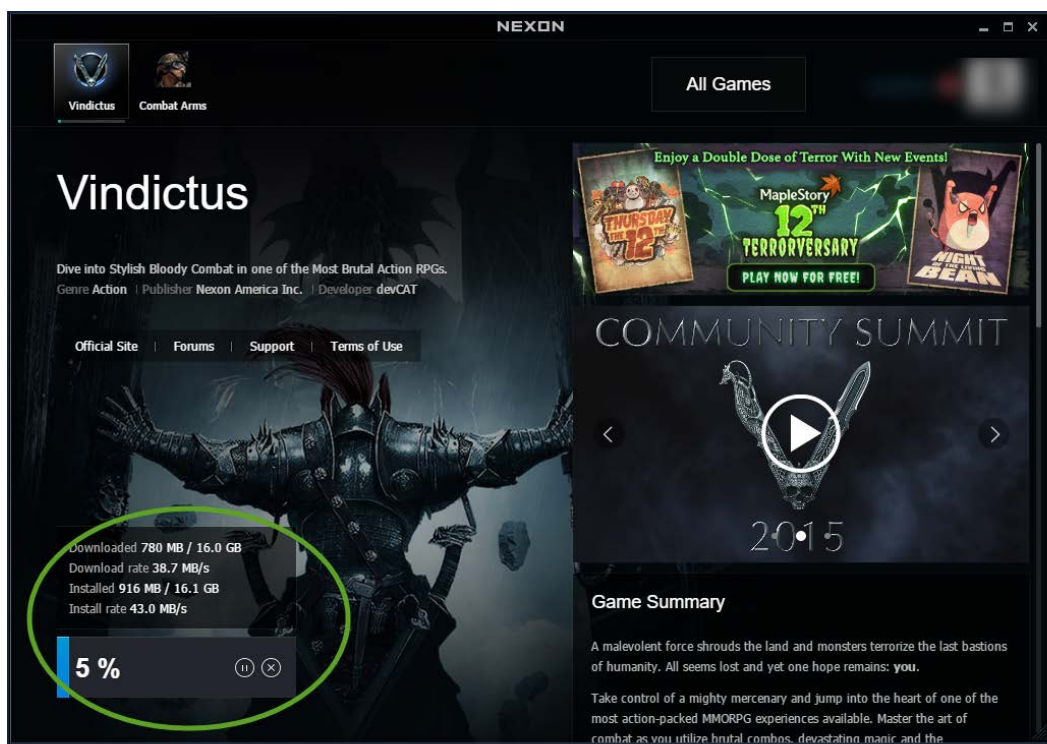 NEXON
Vindictus
Combat Arms
All Games
Vindictus
Dive into Stylish Bloody Combat in one of the Most Brutal Action RPGs.
Genre Action | Publisher Nexon America Inc. | Developer devCAT
Official Site | Forums | Support | Terms of Use
Downloaded 780 MB / 16.0 GB
Download rate 38.7 MB/s
Installed 916 MB / 16.1 GB
Install rate 43.0 MB/s
5 %
Enjoy a Double Dose of Terror With New Events!
THURSDAY
THE 12TH
MapleStory
12TH
TERRORVERSARY
PLAY NOW FOR FREE!
NIGHT
OF THE LIVING
BEAN
COMMUNITY SUMMIT
2015
Game Summary
A malevolent force shrouds the land and monsters terrorize the last bastions
of humanity. All seems lost and yet one hope remains: you.
Take control of a mighty mercenary and jump into the heart of one of the
most action-packed MMORPG experiences available. Master the art of
combat as you utilize brutal combos, devastating magic and the